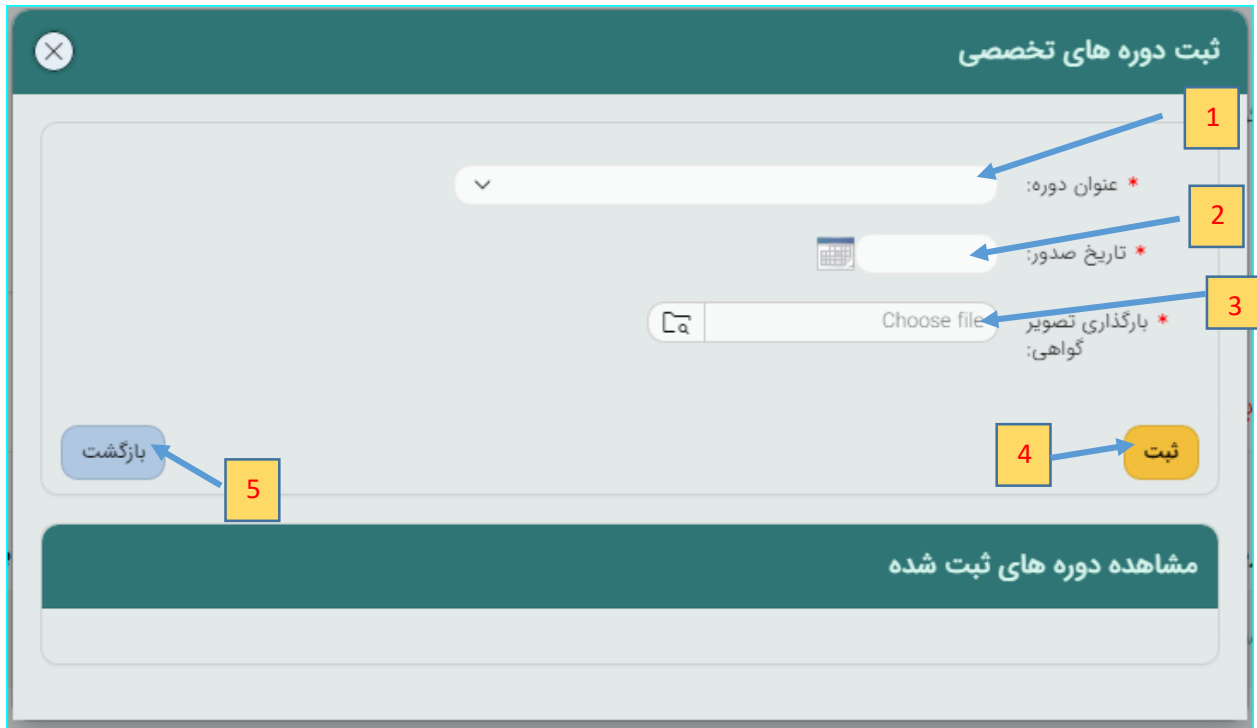 ثبت دوره های تخصصی
1
* عنوان دوره:
2
* تاریخ صدور:
3
* بارگذاری تصویر
گواهی:
Choose file
ثبت
4
5
بازگشت
مشاهده دوره های ثبت شده